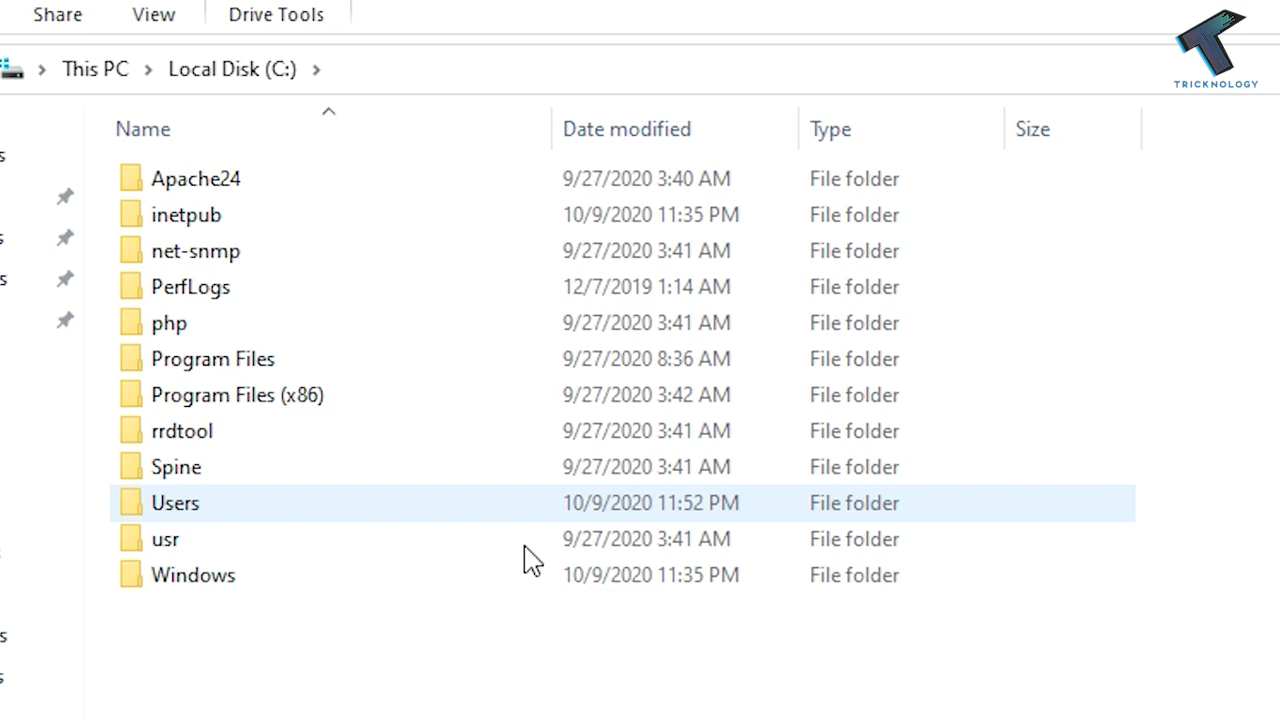 Share View Drive Tools
This PC Local Disk (C:)
TRICKNOLOGY
Name Date modified Type Size
Apache24 9/27/2020 3:40 AM File folder
inetpub 10/9/2020 11:35 PM File folder
net-snmp 9/27/2020 3:41 AM File folder
PerfLogs 12/7/2019 1:14 AM File folder
php 9/27/2020 3:41 AM File folder
Program Files 9/27/2020 8:36 AM File folder
Program Files (x86) 9/27/2020 3:42 AM File folder
rrdtool 9/27/2020 3:41 AM File folder
Spine 9/27/2020 3:41 AM File folder
Users 10/9/2020 11:52 PM File folder
usr 9/27/2020 3:41 AM File folder
Windows 10/9/2020 11:35 PM File folder